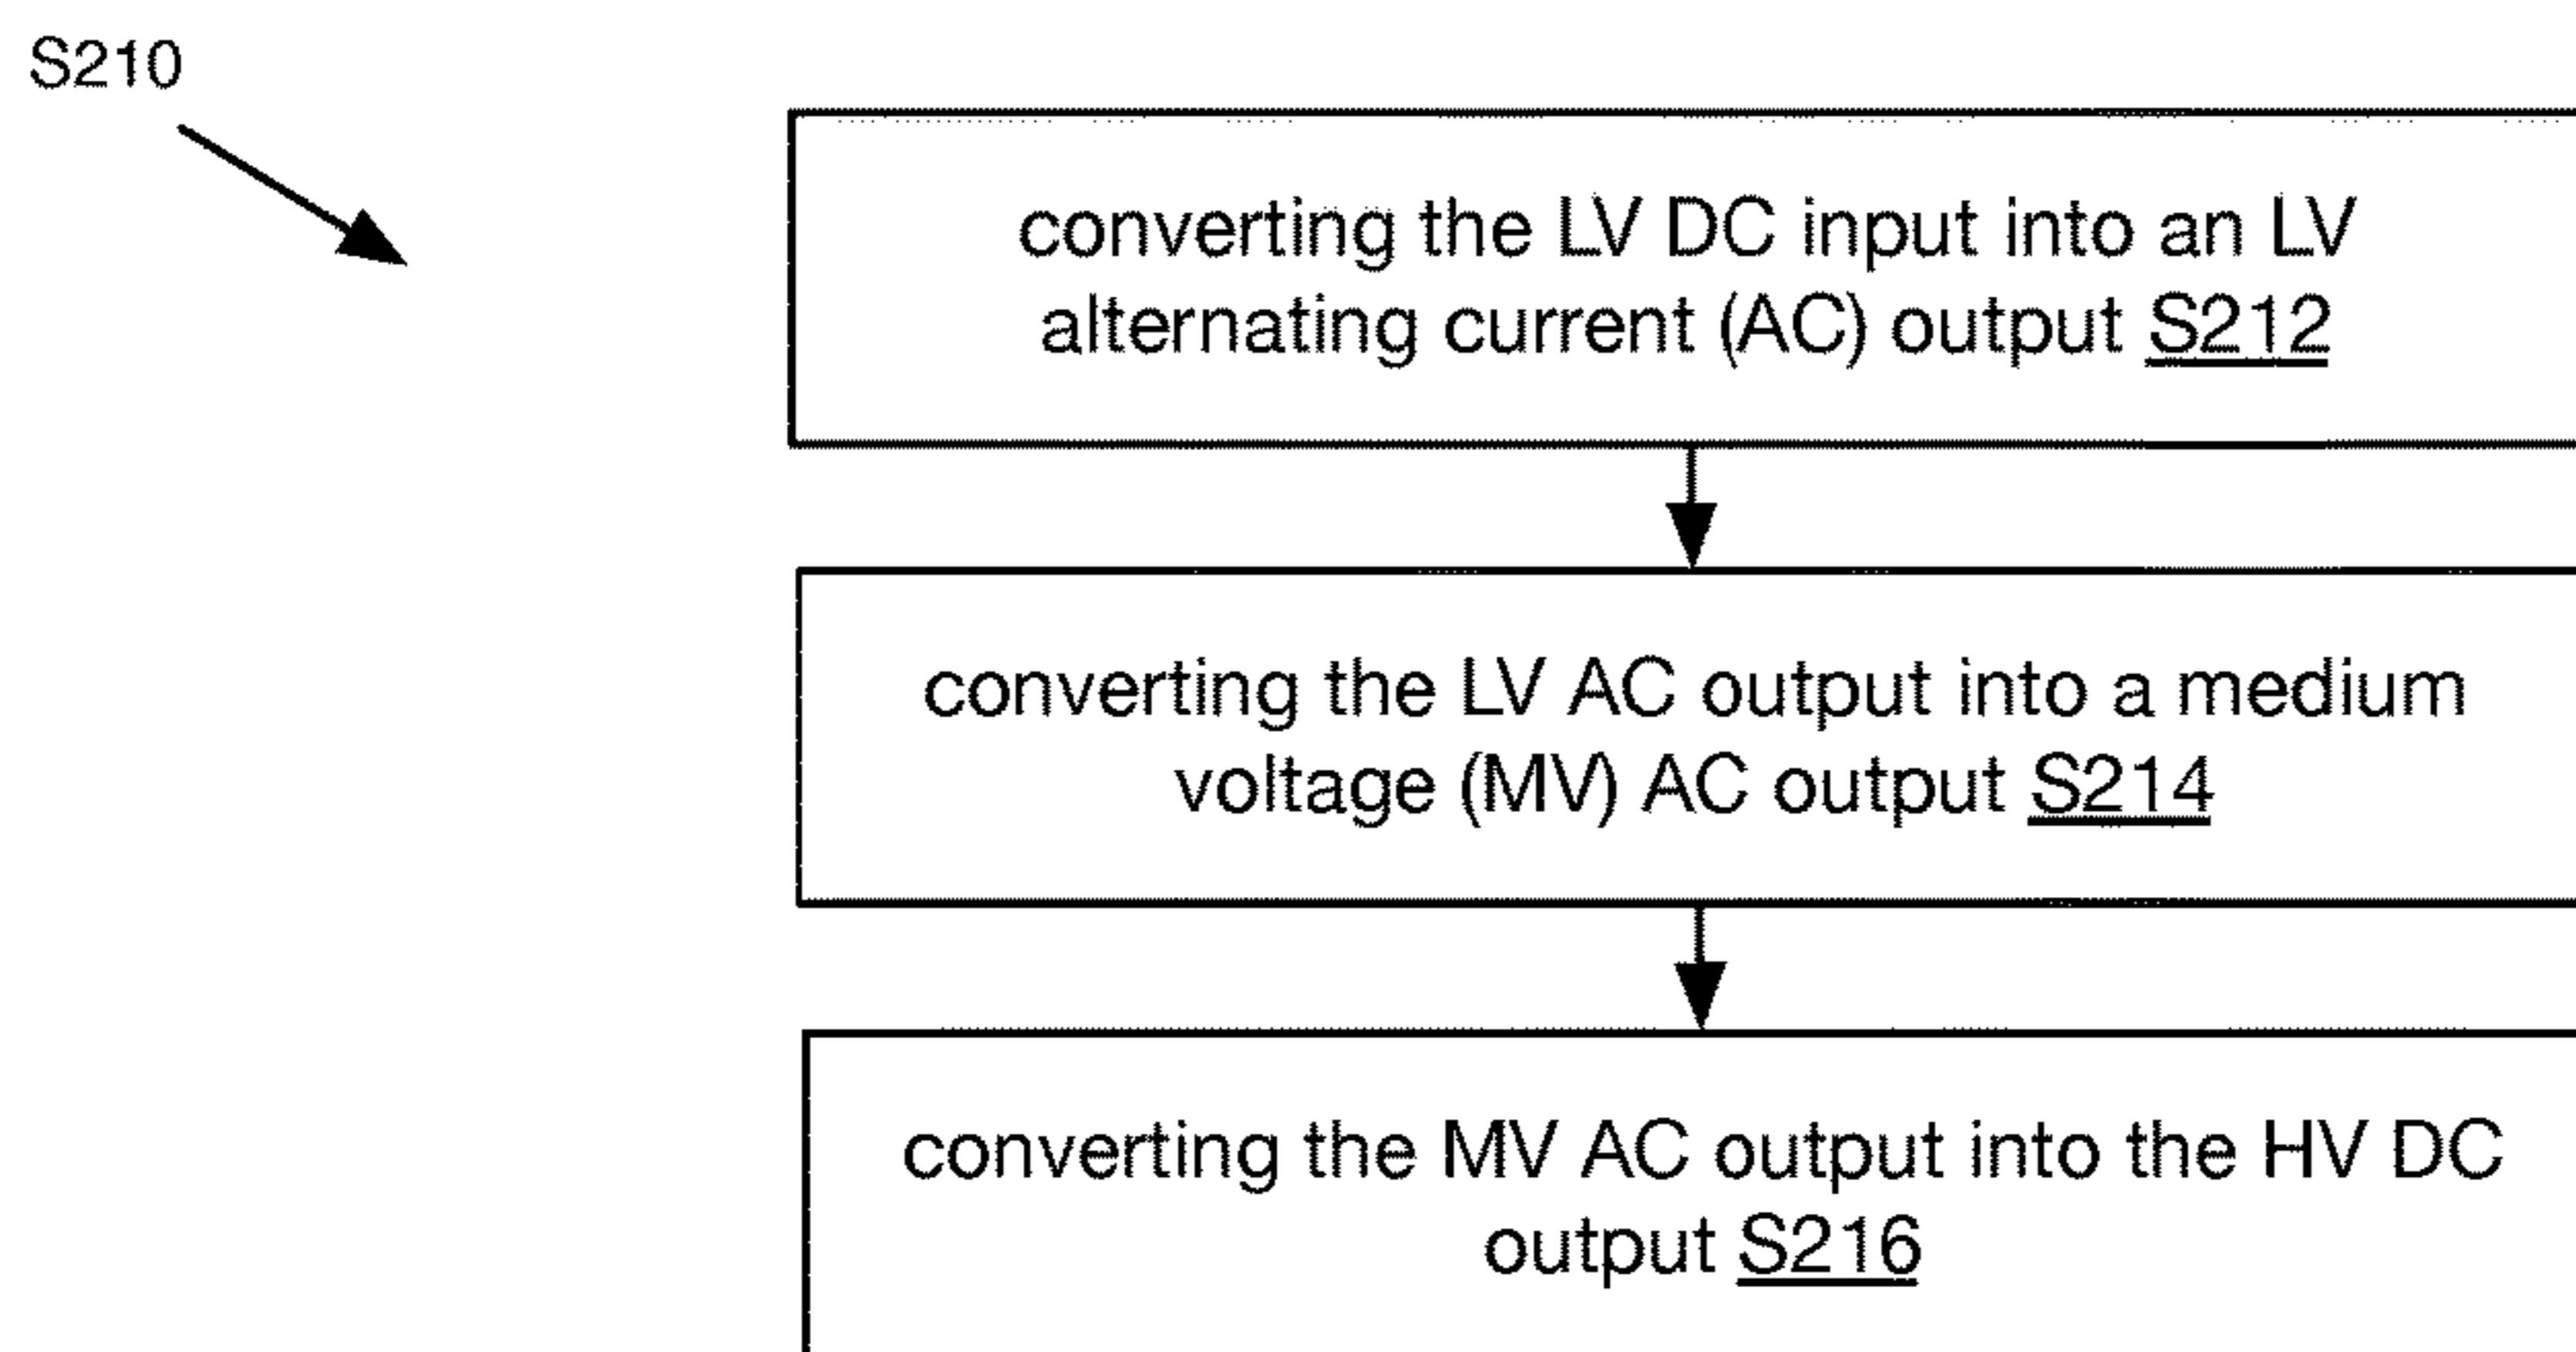 S210
converting the LV DC input into an LV
alternating current (AC) output S212
converting the LV AC output into a medium
voltage (MV) AC output S214
converting the MV AC output into the HV DC
output S216